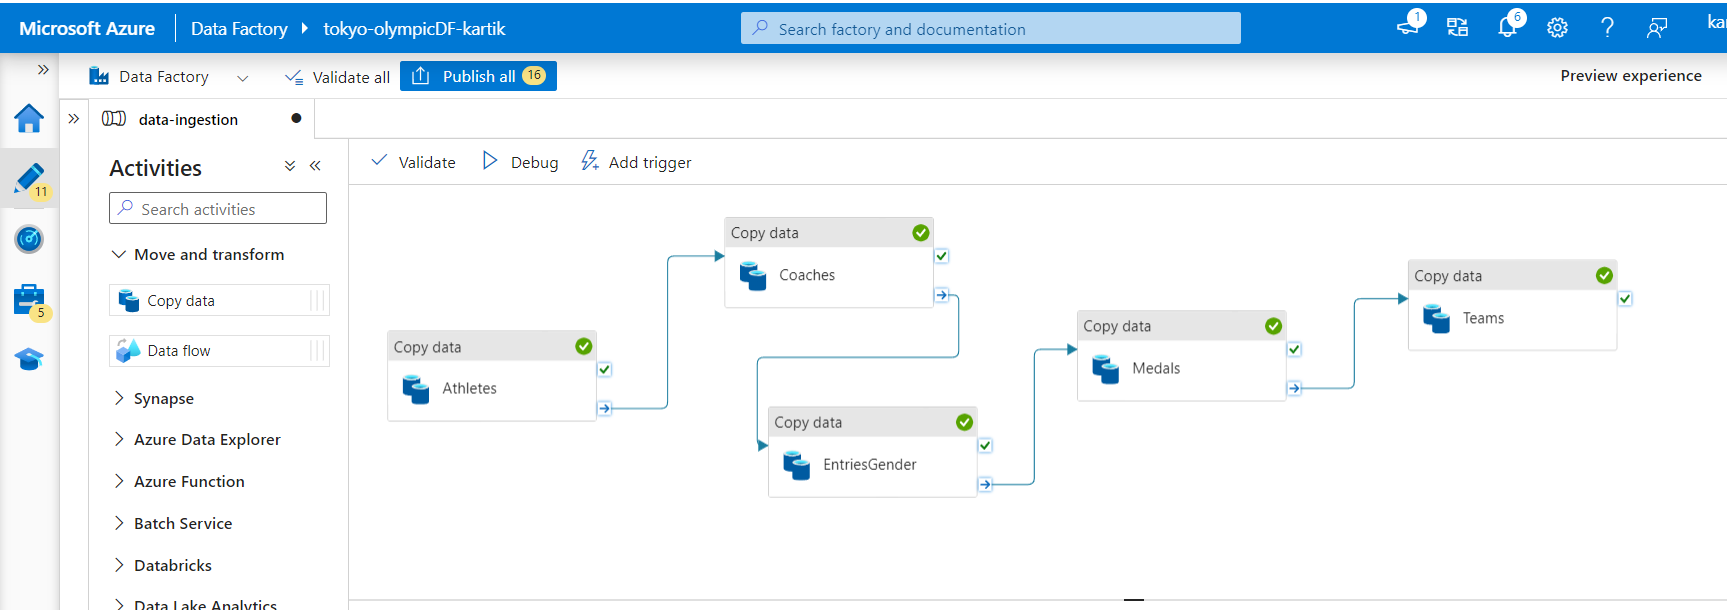 Microsoft Azure
Data Factory
tokyo-olympicDF-kartik
Search factory and documentation
1
6
?
Data Factory
Validate all
Publish all 16
Preview experience
data-ingestion
11
5
Activities
Search activities
Move and transform
Copy data
Data flow
Synapse
Azure Data Explorer
Azure Function
Batch Service
Databricks
Data Lake Analytics
Validate
Debug
Add trigger
Copy data
Athletes
Copy data
Coaches
Copy data
EntriesGender
Copy data
Medals
Copy data
Teams